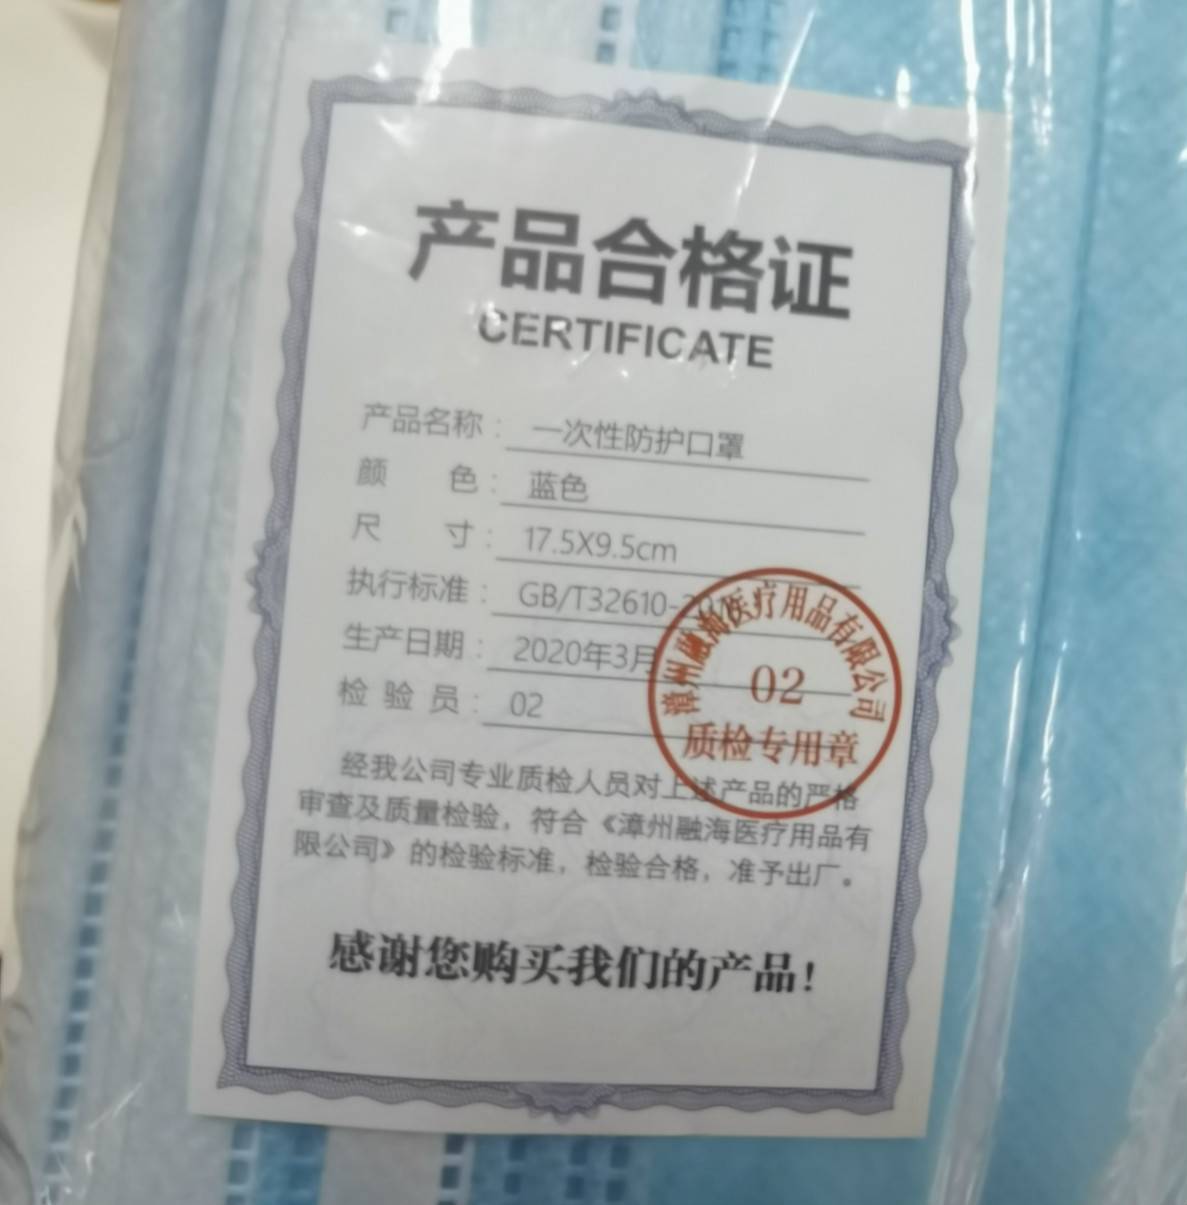 产品合格证
CERTIFICATE
产品名称： 一次性防护口罩
颜 色： 蓝色
尺 寸： 17.5X9.5cm
执行标准： GB/T32610-201
生产日期： 2020年3月
检 验 员： 02
漳州融海医疗用品有限公司
02
质检专用章
经我公司专业质检人员对上述产品的严格
审查及质量检验，符合《漳州融海医疗用品有
限公司》的检验标准，检验合格，准予出厂。
感谢您购买我们的产品！